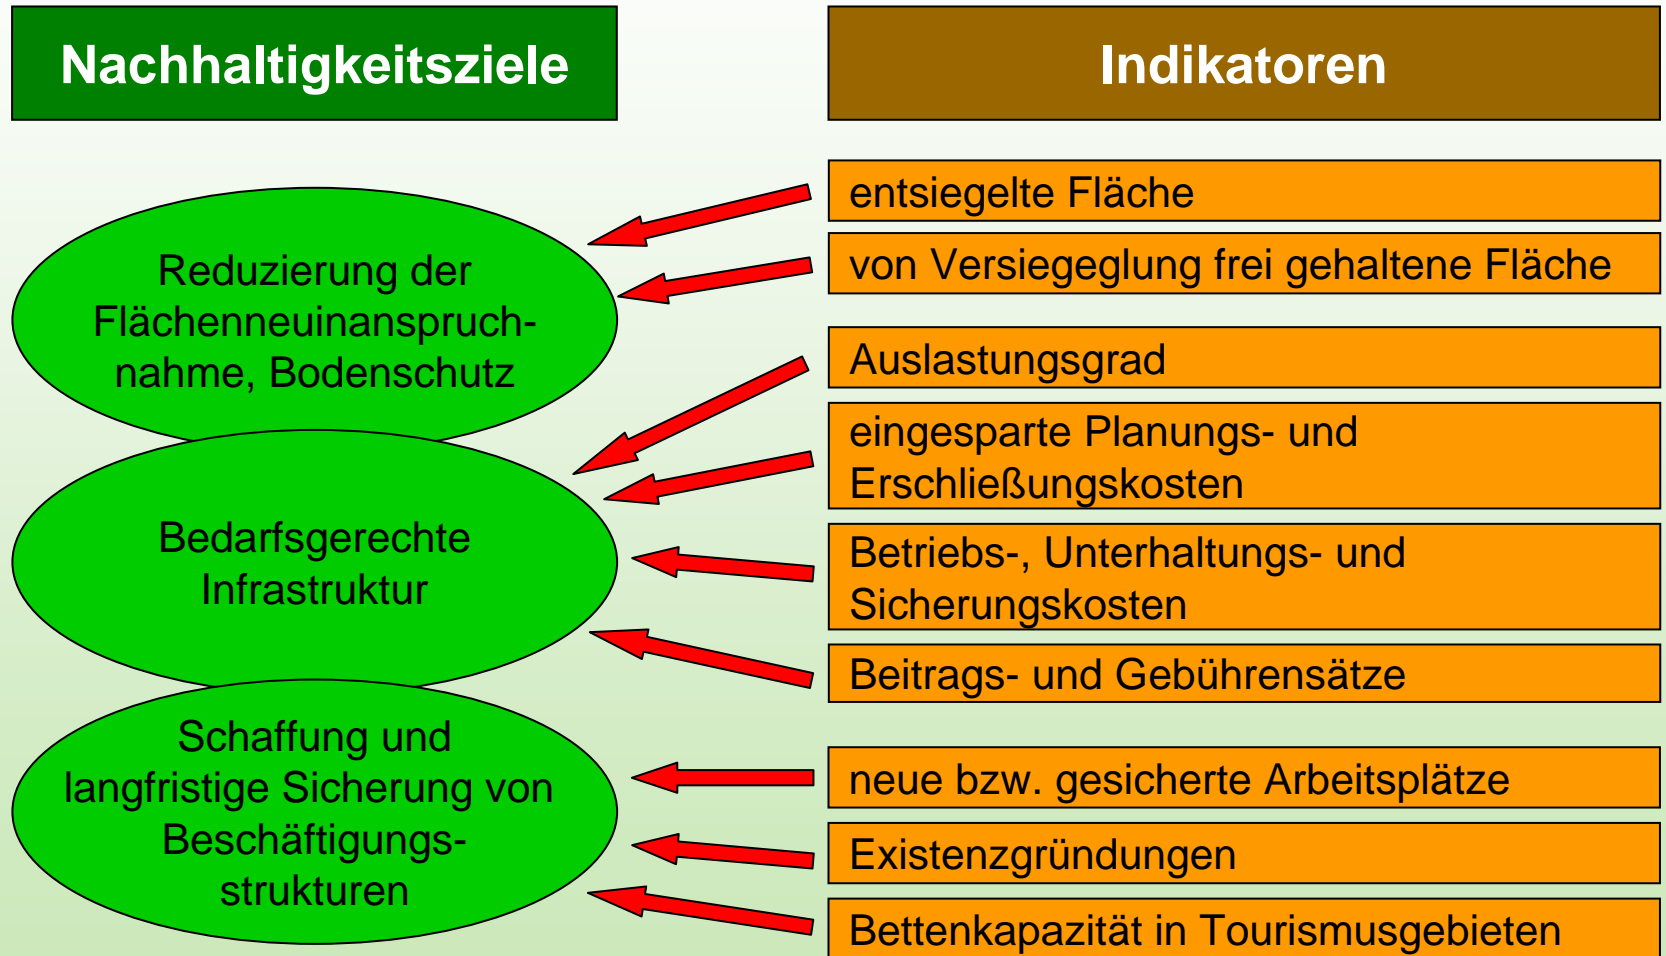 Nachhaltigkeitsziele
Indikatoren
Reduzierung der
Flächenneuinanspruch-
nahme, Bodenschutz
entsiegelte Fläche
von Versiegeglung frei gehaltene Fläche
Bedarfsgerechte
Infrastruktur
Auslastungsgrad
eingesparte Planungs- und
Erschließungskosten
Betriebs-, Unterhaltungs- und
Sicherungskosten
Beitrags- und Gebührensätze
Schaffung und
langfristige Sicherung von
Beschäftigungs-
strukturen
neue bzw. gesicherte Arbeitsplätze
Existenzgründungen
Bettenkapazität in Tourismusgebieten